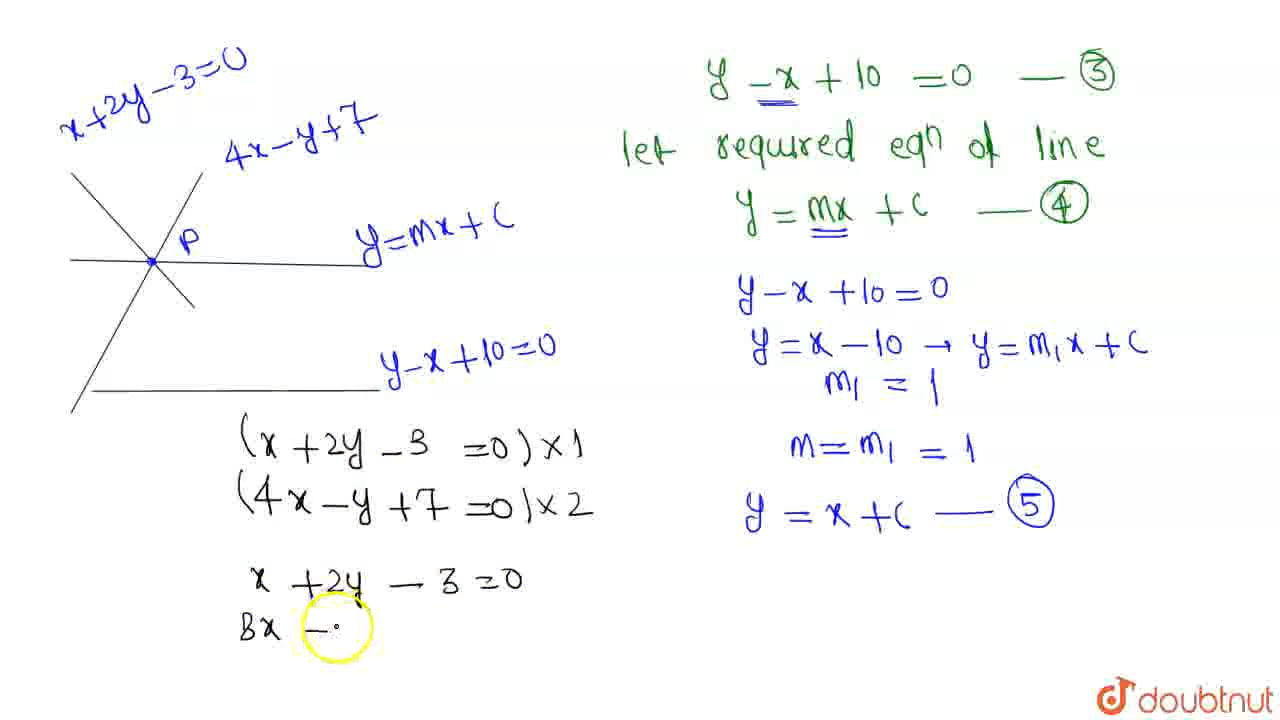 x+2y-3=0
4x-y+7
P
y=mx+c
y-x+10=0
(x+2y-3=0)×1
(4x-y+7=0)×2
x+2y-3=0
8x-
y-x+10=0 — ③
let required eqn of line
y=mx+c — ④
y-x+10=0
y=x-10→y=m₁x+c
m₁=1
m=m₁=1
y=x+c — ⑤
doubtnut